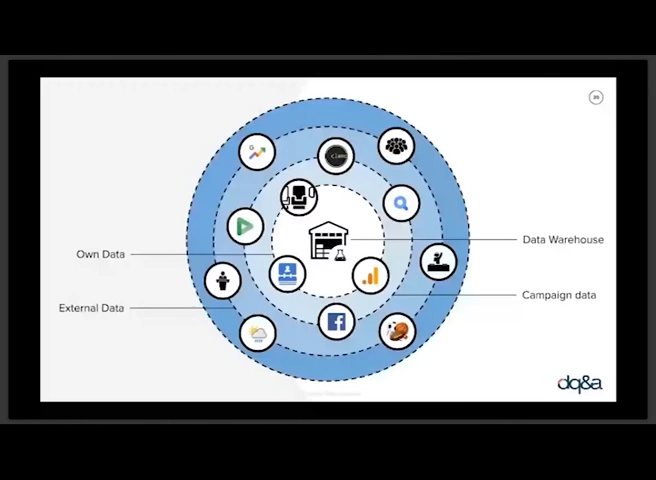 Own Data
Data Warehouse
External Data
Campaign data
dq&a